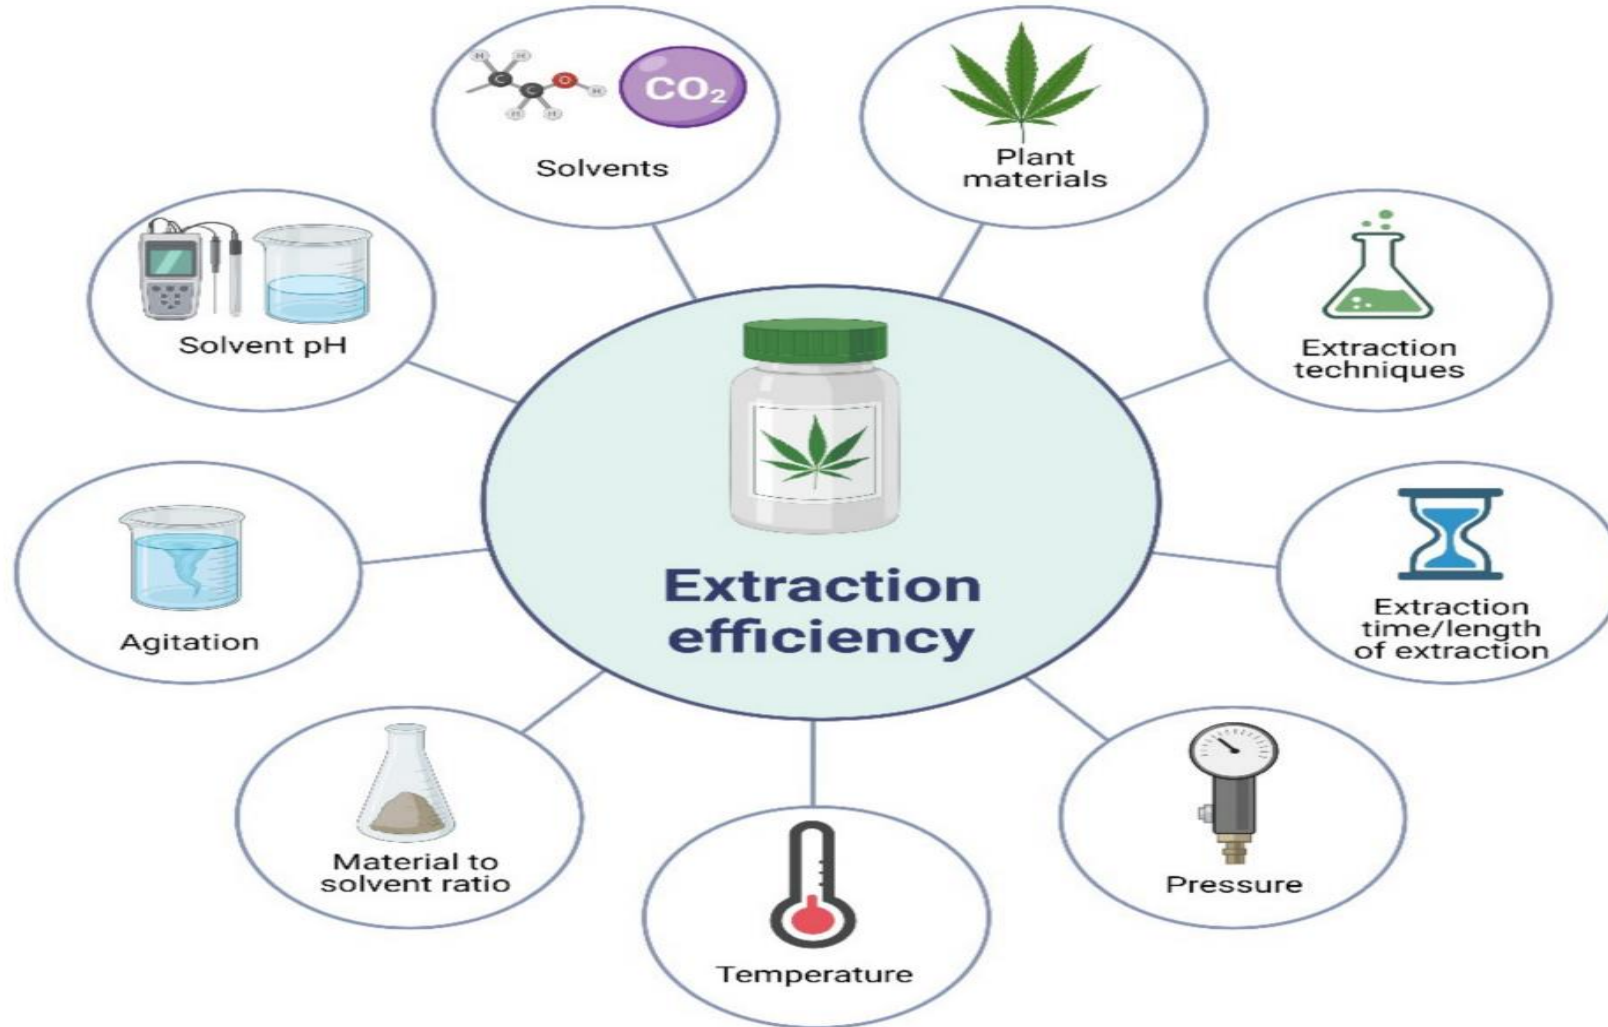 CO₂
Solvents
Plant
materials
Solvent pH
Extraction
techniques
Extraction
efficiency
Agitation
Extraction
time/length
of extraction
Material to
solvent ratio
Pressure
Temperature